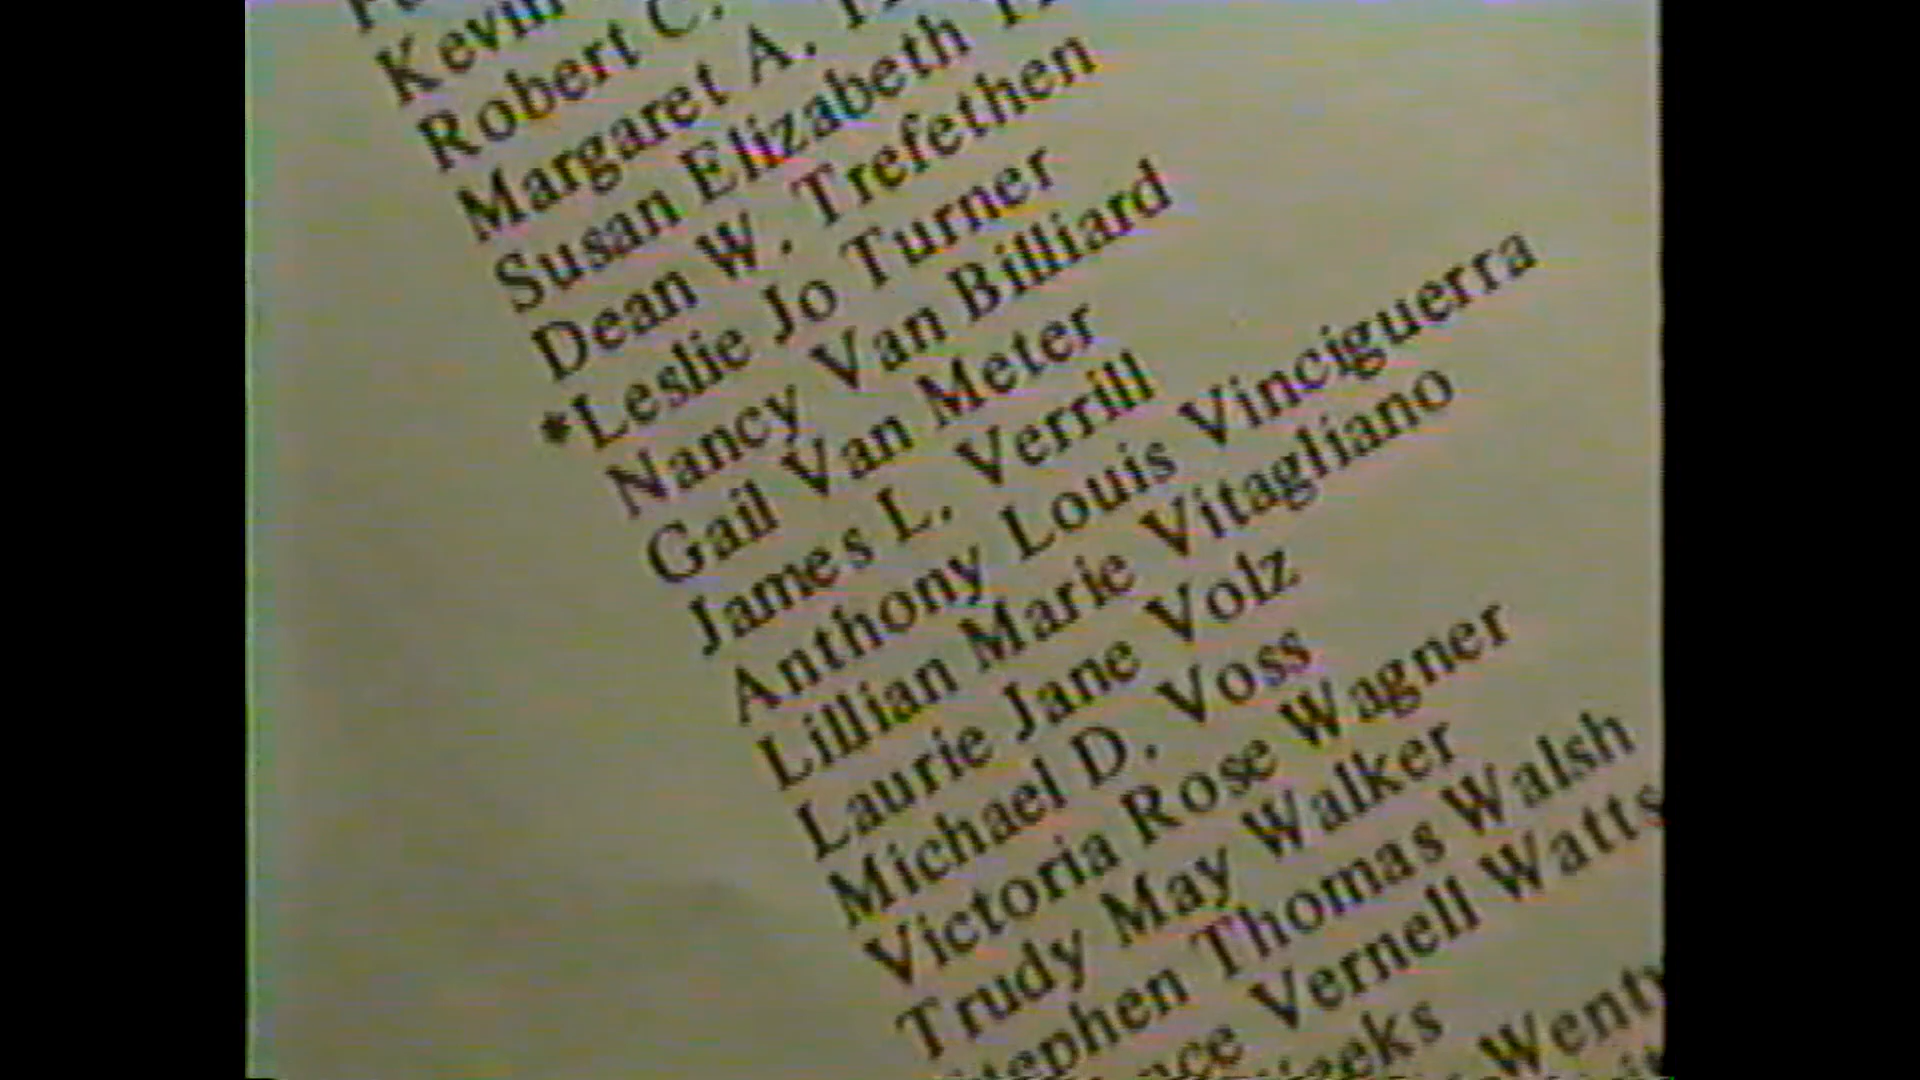 Kevin
Robert C.
Margaret A.
Susan Elizabeth
Dean W. Trefethen
*Leslie Jo Turner
Nancy Van Billiard
Gail Van Meter
James L. Verrill
Anthony Louis Vinciguerra
Lillian Marie Vitagliano
Laurie Jane Volz
Michael D. Voss
Victoria Rose Wagner
Trudy May Walker
Thomas Walsh
Vernell Watts